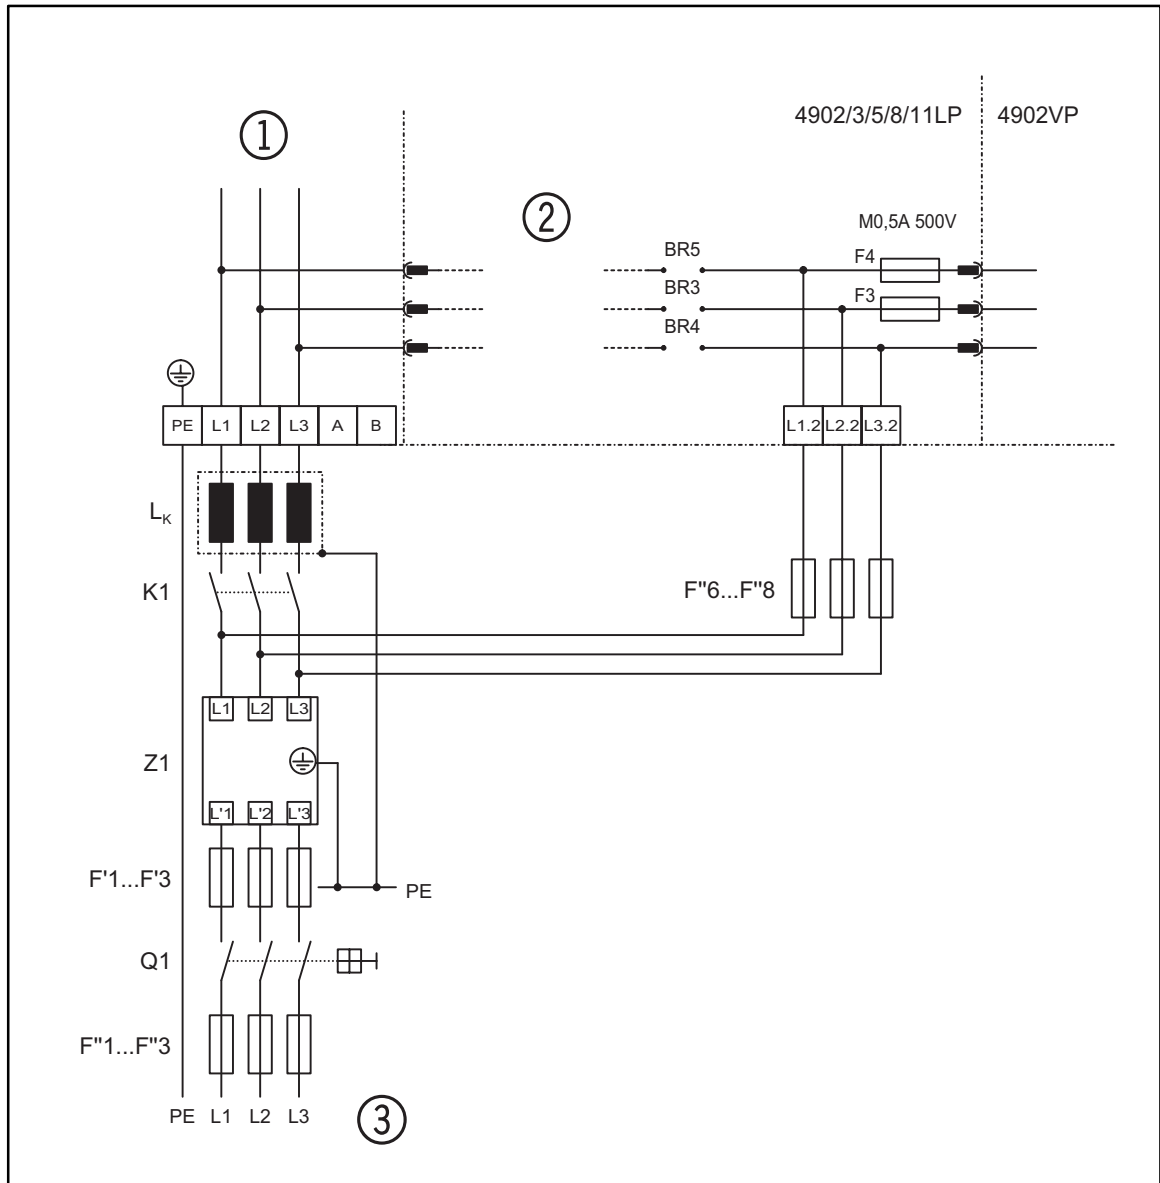 4902/3/5/8/11LP 4902VP
1
2
M0,5A 500V
BR5 F4
BR3 F3
BR4
PE L1 L2 L3 A B L1.2 L2.2 L3.2
LK
K1 F"6...F"8
L1 L2 L3
Z1
L'1 L'2 L'3
F'1...F'3 PE
Q1
F"1...F"3
PE L1 L2 L3
3